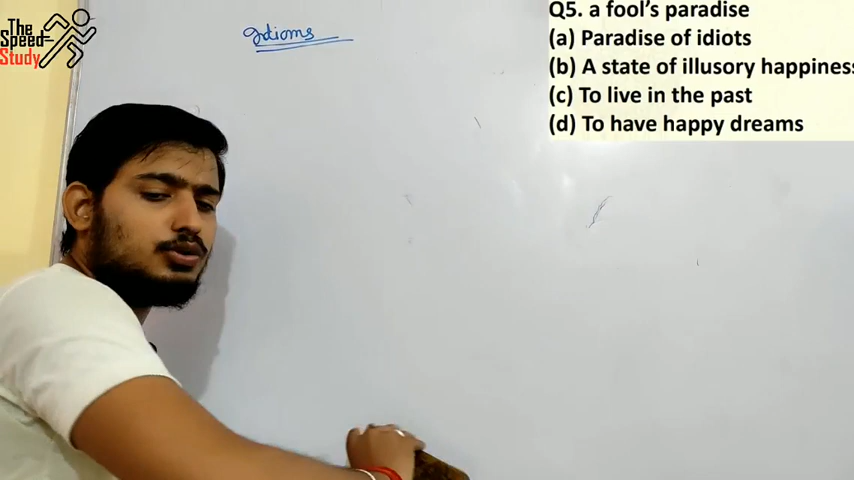 The
Speed
Study
Idioms
Q5. a fool's paradise
(a) Paradise of idiots
(b) A state of illusory happiness
(c) To live in the past
(d) To have happy dreams